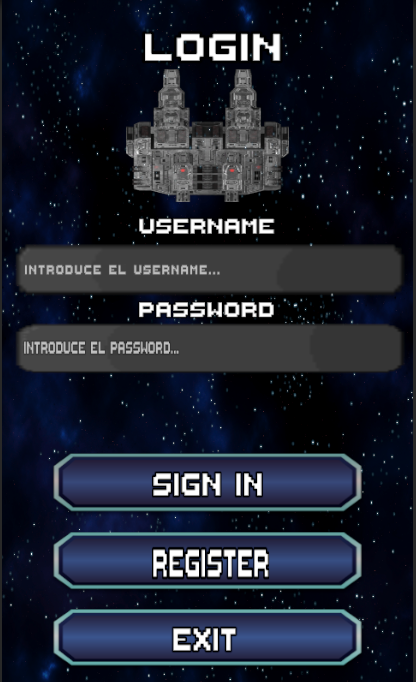 LOGIN
USERNAME
INTRODUCE EL USERNAME...
PASSWORD
INTRODUCE EL PASSWORD...
SIGN IN
REGISTER
EXIT